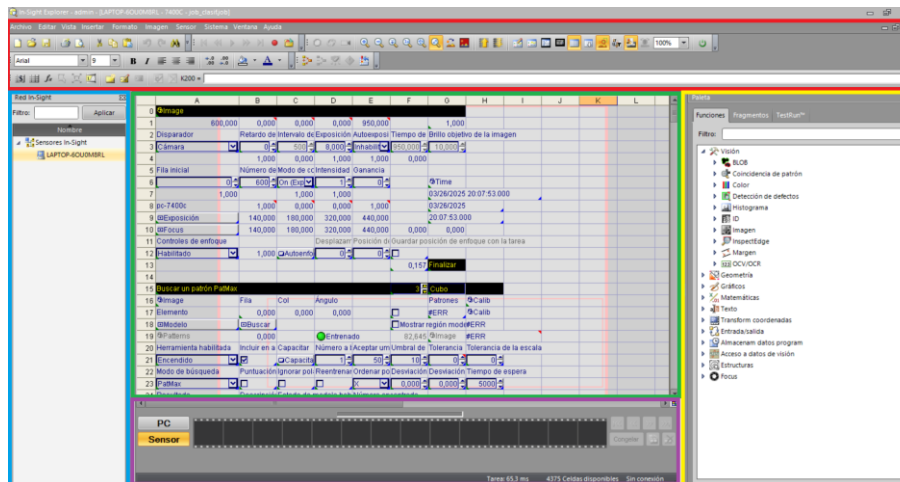 In-Sight Explorer - admin - [LAPTOP-6OU0M8RL - 7400C - job_clasf.job]
Archivo Editar Vista Insertar Formato Imagen Sensor Sistema Ventana Ayuda
100%
Arial 9 B I
K200 =
Red In-Sight
Filtro: Aplicar
Nombre
Sensores In-Sight
LAPTOP-6OU0M8RL
A B C D E F G H I J K L
0 Image
1 600,000 0,000 0,000 0,000 950,000 1,000
2 Disparador Retardo de Intervalo de Exposición Autoexposi Tiempo de Brillo objetivo de la imagen
3 Cámara 0 500 8,000 Inhabilit 950,000 10,000
4 1,000 0,000 1,000 1,000 0,000
5 Fila inicial Número de Modo de co Intensidad Ganancia
6 0 600 On (Exp 1 0 Time
7 1,000 1,000 1,000 03/26/2025 20:07:53.000
8 pc-7400c 1,000 0,000 0,000 1,000 03/26/2025
9 Exposición 140,000 180,000 320,000 440,000 20:07:53.000
10 Focus 140,000 180,000 320,000 440,000 0,000 0,000
11 Controles de enfoque Desplazam Posición de Guardar posición de enfoque con la tarea
12 Habilitado 1,000 Autoenfo 0 0
13 0,157 Finalizar
14
15 Buscar un patrón PatMax 3 Cubo
16 Image Fila Col Ángulo Patrones Calib
17 Elemento 0,000 0,000 0,000 #ERR Calib
18 Modelo Buscar Mostrar región mode #ERR
19 Patterns 0,000 Entrenado 82,645 Image #ERR
20 Herramienta habilitada Incluir en a Capacitar Número a l Aceptar um Umbral de Tolerancia Tolerancia de la escala
21 Encendido Capacita 1 50 10 0 0
22 Modo de búsqueda Puntuación Ignorar pol Reentrenar Ordenar po Desviación Desviación Tiempo de espera
23 PatMax X 0,000 0,000 5000
PC
Sensor
Congelar
Tarea: 65,3 ms 4375 Celdas disponibles Sin conexión
Paleta
Funciones Fragmentos TestRun™
Filtro:
Visión
BLOB
Coincidencia de patrón
Color
Detección de defectos
Histograma
ID
Imagen
InspectEdge
Margen
OCV/OCR
Geometría
Gráficos
Matemáticas
Texto
Transform coordenadas
Entrada/salida
Almacenam datos program
Acceso a datos de visión
Estructuras
Focus